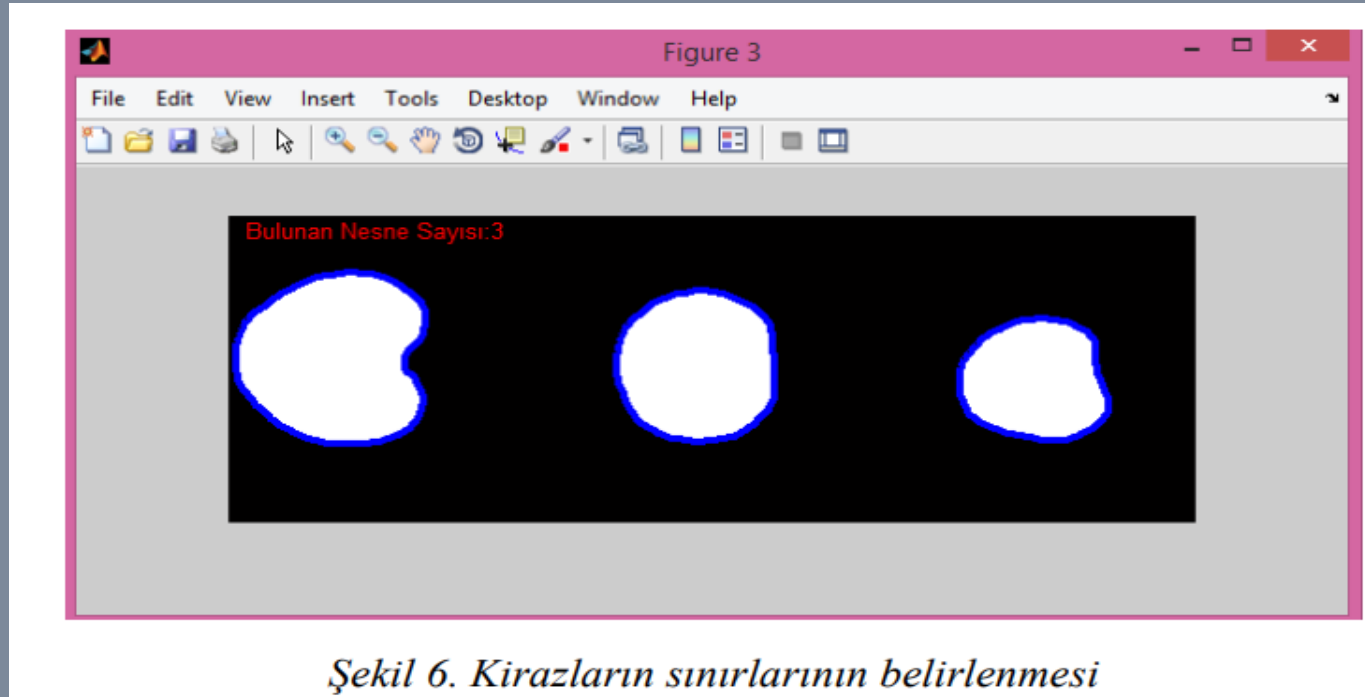 Figure 3
File Edit View Insert Tools Desktop Window Help
Bulunan Nesne Sayısı:3
Şekil 6. Kirazların sınırlarının belirlenmesi